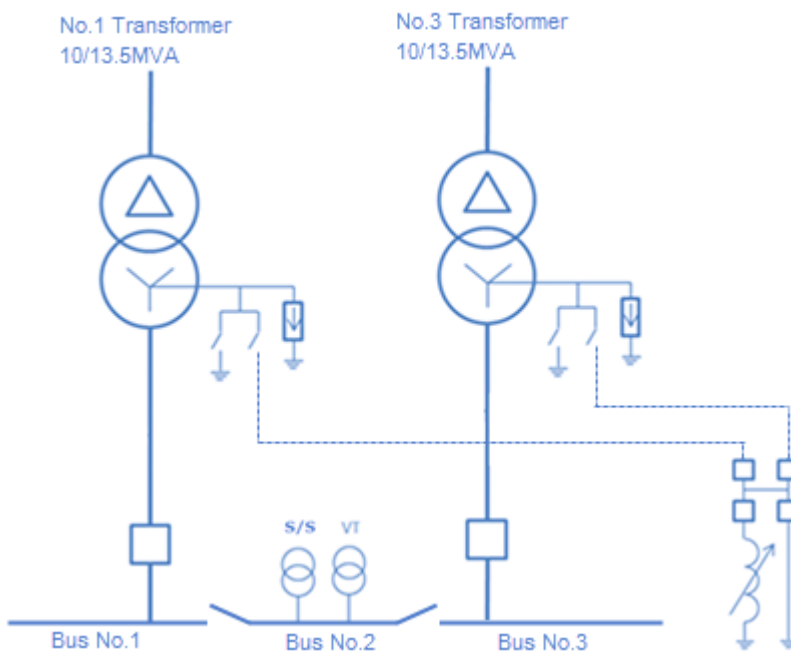 No.1 Transformer
10/13.5MVA
No.3 Transformer
10/13.5MVA
S/S
VT
Bus No.1
Bus No.2
Bus No.3